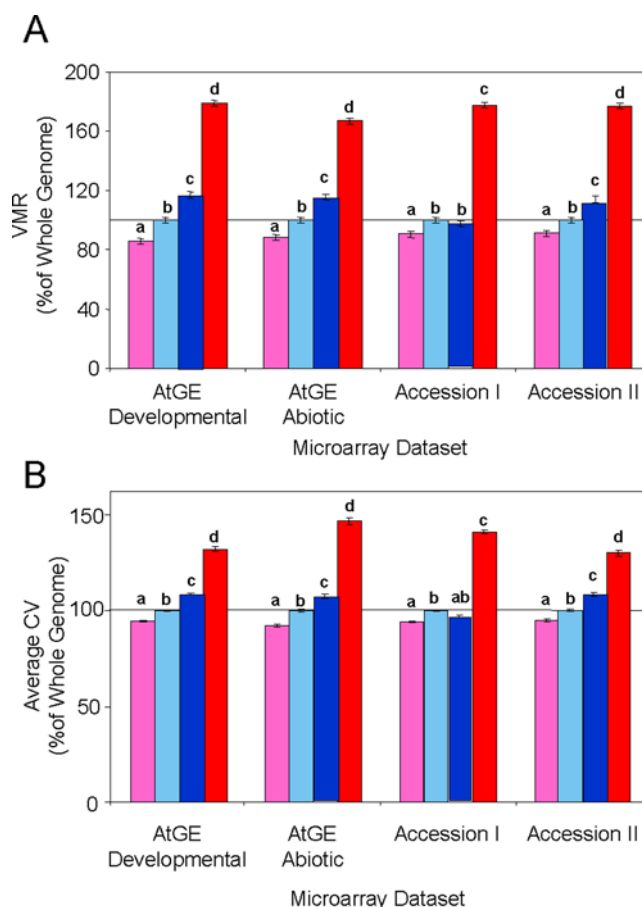 A
200
160
120
80
40
0
VMR
(%of Whole Genome)
a b c d
a b c d
a b b c
a b c d
AtGE
Developmental
AtGE
Abiotic
Accession I
Accession II
Microarray Dataset
B
150
100
50
0
Average CV
(%of Whole Genome)
a b c d
a b c d
a b ab c
a b c d
AtGE
Developmental
AtGE
Abiotic
Accession I
Accession II
Microarray Dataset